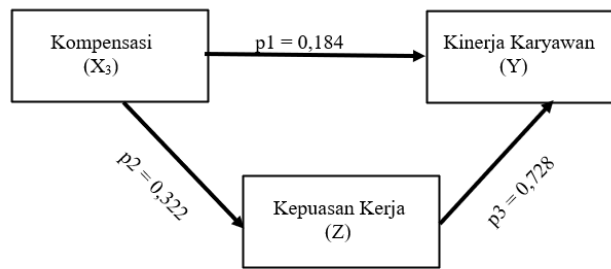 Kompensasi
(X₃)
p1 = 0,184
Kinerja Karyawan
(Y)
p2 = 0,322
p3 = 0,728
Kepuasan Kerja
(Z)